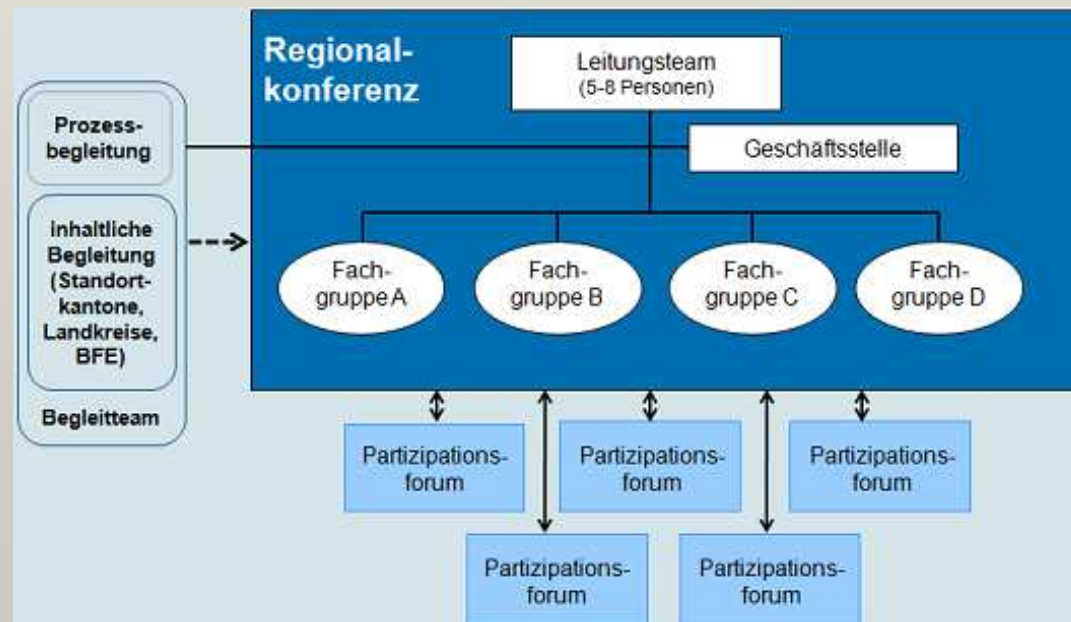 Regional-
konferenz
Leitungsteam
(5-8 Personen)
Geschäftsstelle
Prozess-
begleitung
inhaltliche
Begleitung
(Standort-
kantone,
Landkreise,
BFE)
Begleitteam
Fach-
gruppe A
Fach-
gruppe B
Fach-
gruppe C
Fach-
gruppe D
Partizipations-
forum
Partizipations-
forum
Partizipations-
forum
Partizipations-
forum
Partizipations-
forum